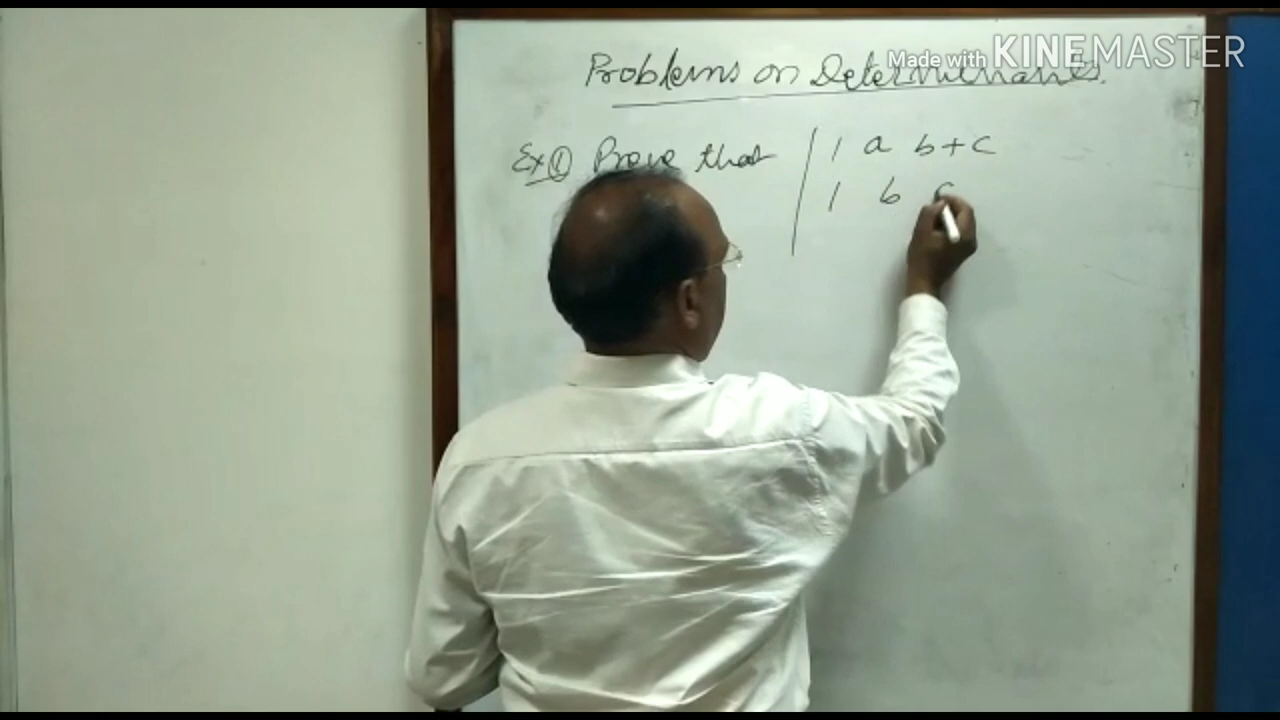 Made with KINEMASTER
Problems on Determinants.
Ex① Prove that | 1 a b+c
1 b c